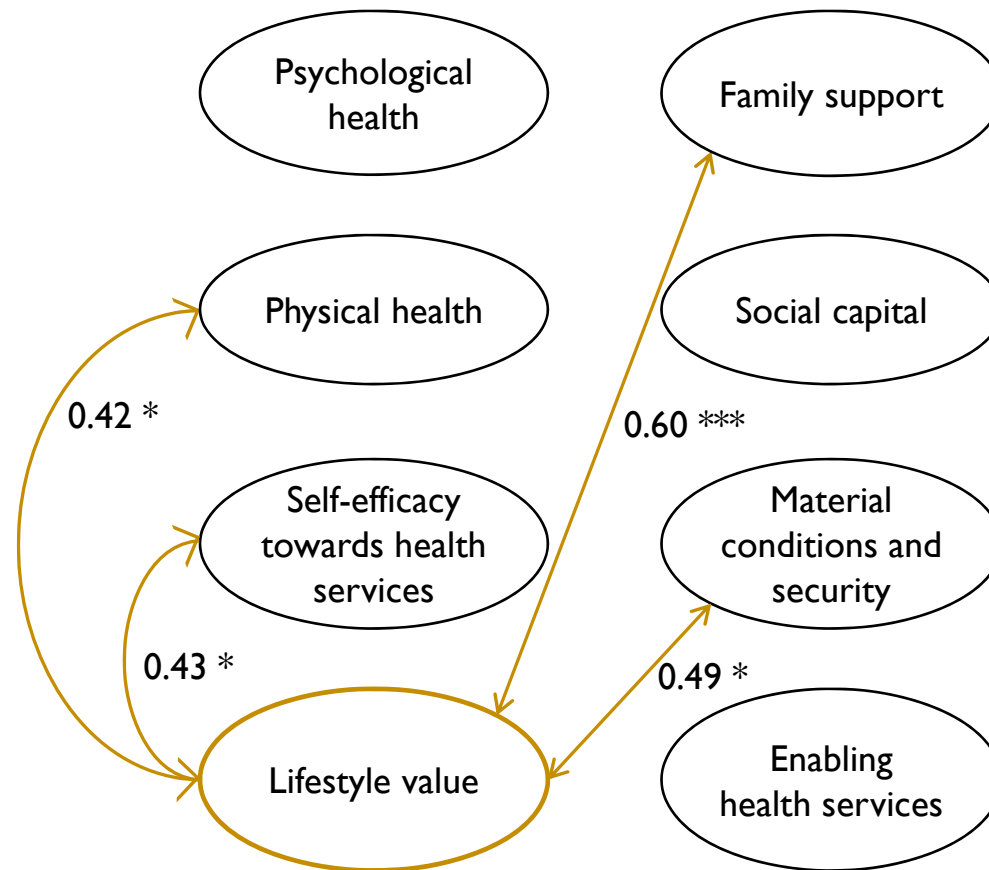 Psychological
health
Family support
Physical health
Social capital
0.42 *
0.60 ***
Self-efficacy
towards health
services
Material
conditions and
security
0.43 *
0.49 *
Lifestyle value
Enabling
health services